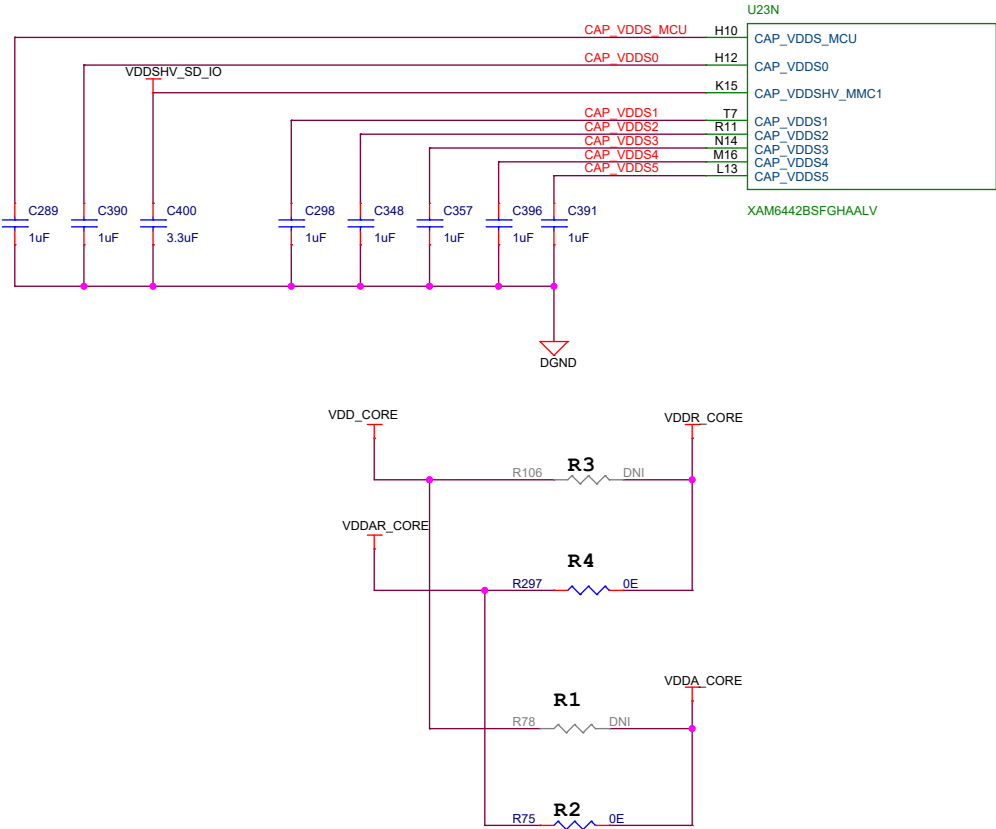 U23N
CAP_VDDS_MCU H10 CAP_VDDS_MCU
CAP_VDDS0 H12 CAP_VDDS0
VDDSHV_SD_IO
K15 CAP_VDDSHV_MMC1
CAP_VDDS1 T7 CAP_VDDS1
CAP_VDDS2 R11 CAP_VDDS2
CAP_VDDS3 N14 CAP_VDDS3
CAP_VDDS4 M16 CAP_VDDS4
CAP_VDDS5 L13 CAP_VDDS5
C289 C390 C400 C298 C348 C357 C396 C391 XAM6442BSFGHAALV
1uF 1uF 3.3uF 1uF 1uF 1uF 1uF 1uF
DGND
VDD_CORE VDDR_CORE
R3
R106 DNI
VDDAR_CORE
R4
R297 0E
VDDA_CORE
R1
R78 DNI
R2
R75 0E